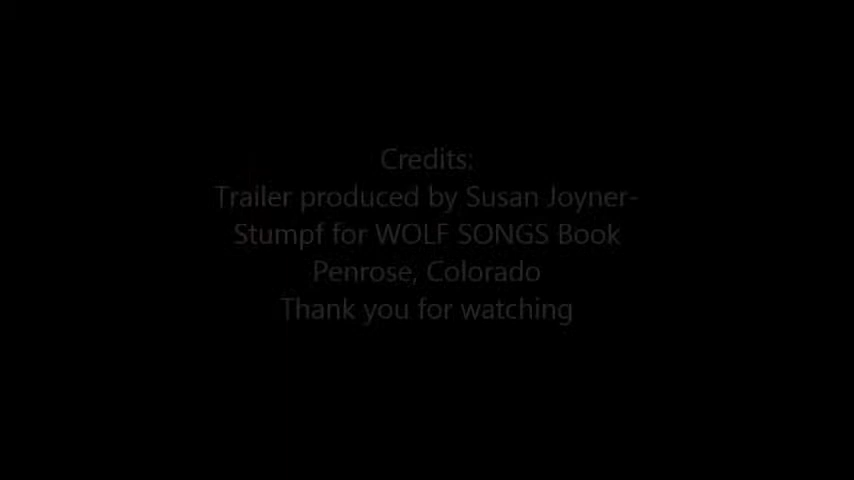 Credits:
Trailer produced by Susan Joyner-
Stumpf for WOLF SONGS Book
Penrose, Colorado
Thank you for watching